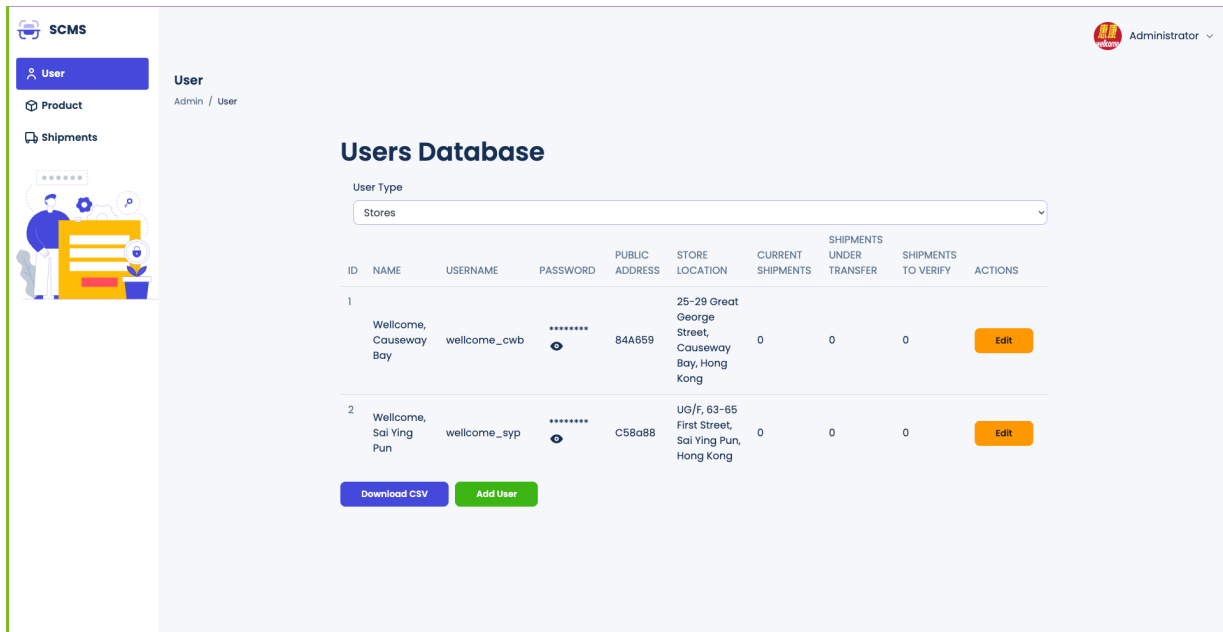 SCMS
Administrator
User
Product
Shipments
User
Admin / User
Users Database
User Type
Stores
ID NAME USERNAME PASSWORD PUBLIC ADDRESS STORE LOCATION CURRENT SHIPMENTS SHIPMENTS UNDER TRANSFER SHIPMENTS TO VERIFY ACTIONS
1
Wellcome,
Causeway
Bay
wellcome_cwb
********
84A659
25-29 Great
George
Street,
Causeway
Bay, Hong
Kong
0
0
0
Edit
2
Wellcome,
Sai Ying
Pun
wellcome_syp
********
C58a88
UG/F, 63-65
First Street,
Sai Ying Pun,
Hong Kong
0
0
0
Edit
Download CSV
Add User
惠康
wellcome